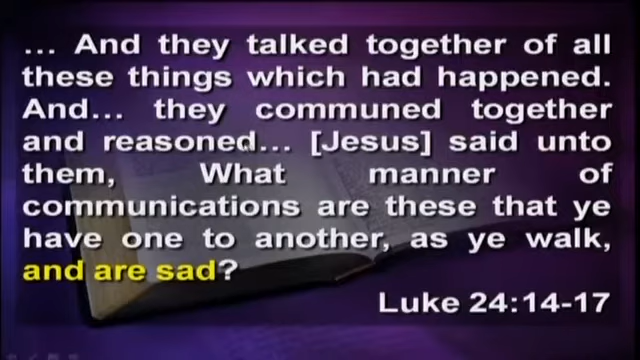 ... And they talked together of all
these things which had happened.
And... they communed together
and reasoned... [Jesus] said unto
them, What manner of
communications are these that ye
have one to another, as ye walk,
and are sad?
Luke 24:14-17